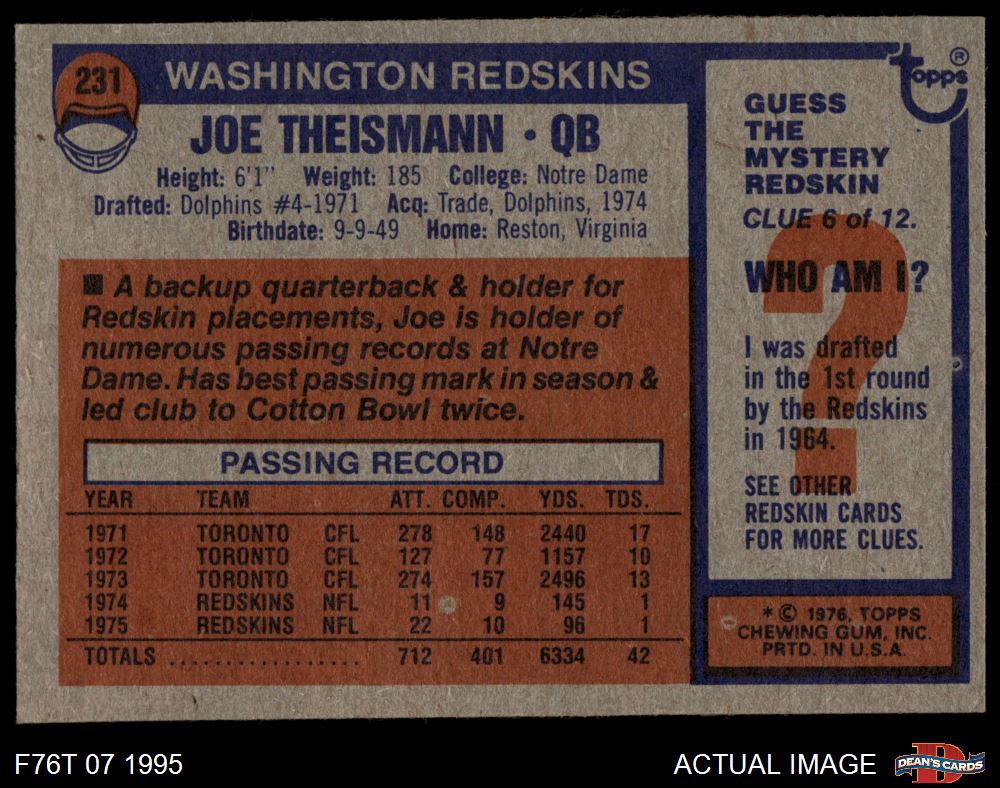 231
WASHINGTON REDSKINS
JOE THEISMANN • QB
Height: 6'1" Weight: 185 College: Notre Dame
Drafted: Dolphins #4-1971 Acq: Trade, Dolphins, 1974
Birthdate: 9-9-49 Home: Reston, Virginia
■ A backup quarterback & holder for
Redskin placements, Joe is holder of
numerous passing records at Notre
Dame. Has best passing mark in season &
led club to Cotton Bowl twice.
PASSING RECORD
YEAR TEAM ATT. COMP. YDS. TDS.
1971 TORONTO CFL 278 148 2440 17
1972 TORONTO CFL 127 77 1157 10
1973 TORONTO CFL 274 157 2496 13
1974 REDSKINS NFL 11 9 145 1
1975 REDSKINS NFL 22 10 96 1
TOTALS .................. 712 401 6334 42
topps ®
GUESS
THE
MYSTERY
REDSKIN
CLUE 6 of 12.
?
WHO AM I?
I was drafted
in the 1st round
by the Redskins
in 1964.
SEE OTHER
REDSKIN CARDS
FOR MORE CLUES.
* © 1976, TOPPS
CHEWING GUM, INC.
PRTD. IN U.S.A.
F76T 07 1995
ACTUAL IMAGE
D
DEAN'S CARDS